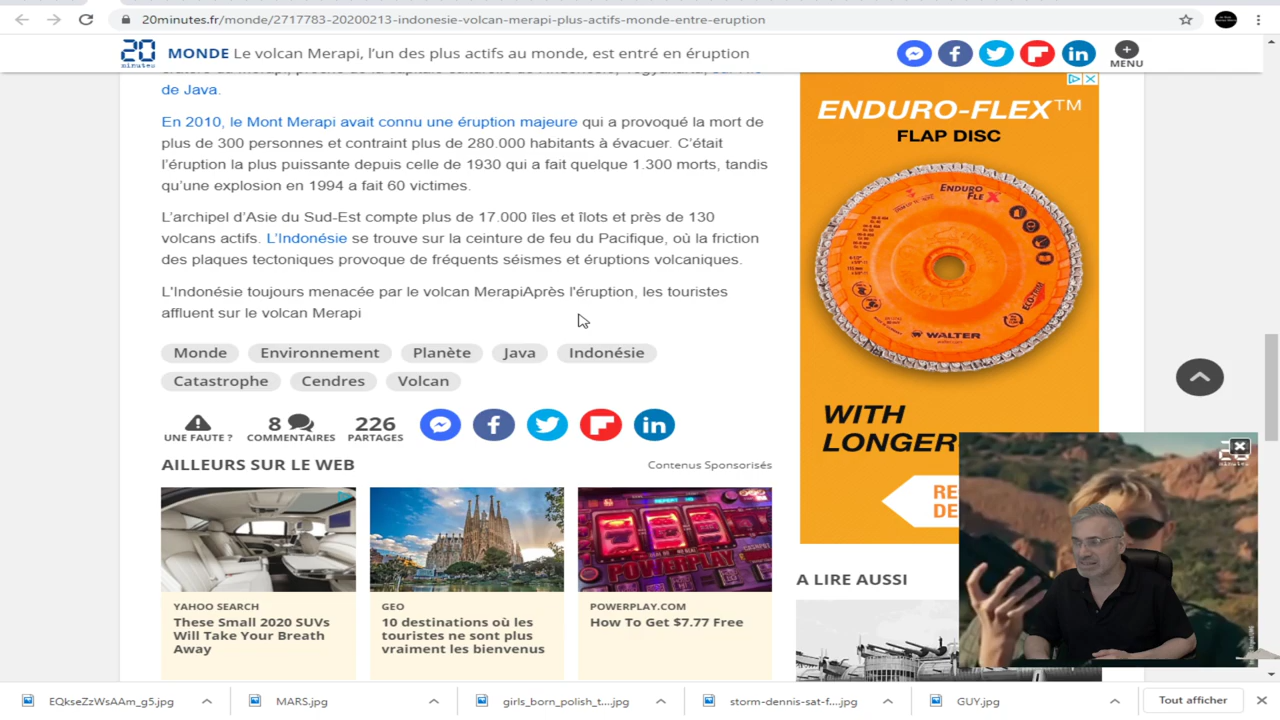 20minutes.fr/monde/2717783-20200213-indonesie-volcan-merapi-plus-actifs-monde-entre-eruption
20 minutes
MONDE Le volcan Merapi, l'un des plus actifs au monde, est entré en éruption
MENU
de Java.
En 2010, le Mont Merapi avait connu une éruption majeure qui a provoqué la mort de
plus de 300 personnes et contraint plus de 280.000 habitants à évacuer. C'était
l'éruption la plus puissante depuis celle de 1930 qui a fait quelque 1.300 morts, tandis
qu'une explosion en 1994 a fait 60 victimes.
L'archipel d'Asie du Sud-Est compte plus de 17.000 îles et îlots et près de 130
volcans actifs. L'Indonésie se trouve sur la ceinture de feu du Pacifique, où la friction
des plaques tectoniques provoque de fréquents séismes et éruptions volcaniques.
L'Indonésie toujours menacée par le volcan MerapiAprès l'éruption, les touristes
affluent sur le volcan Merapi
Monde
Environnement
Planète
Java
Indonésie
Catastrophe
Cendres
Volcan
UNE FAUTE ?
8
COMMENTAIRES
226
PARTAGES
AILLEURS SUR LE WEB
Contenus Sponsorisés
POWERPLAY
YAHOO SEARCH
These Small 2020 SUVs
Will Take Your Breath
Away
GEO
10 destinations où les
touristes ne sont plus
vraiment les bienvenus
POWERPLAY.COM
How To Get $7.77 Free
ENDURO-FLEX™
FLAP DISC
ENDURO
FLEX
WALTER
WITH
LONGER
RE
DE
20
minutes
A LIRE AUSSI
EQkseZzWsAAm_g5.jpg
MARS.jpg
girls_born_polish_t....jpg
storm-dennis-sat-f....jpg
GUY.jpg
Tout afficher